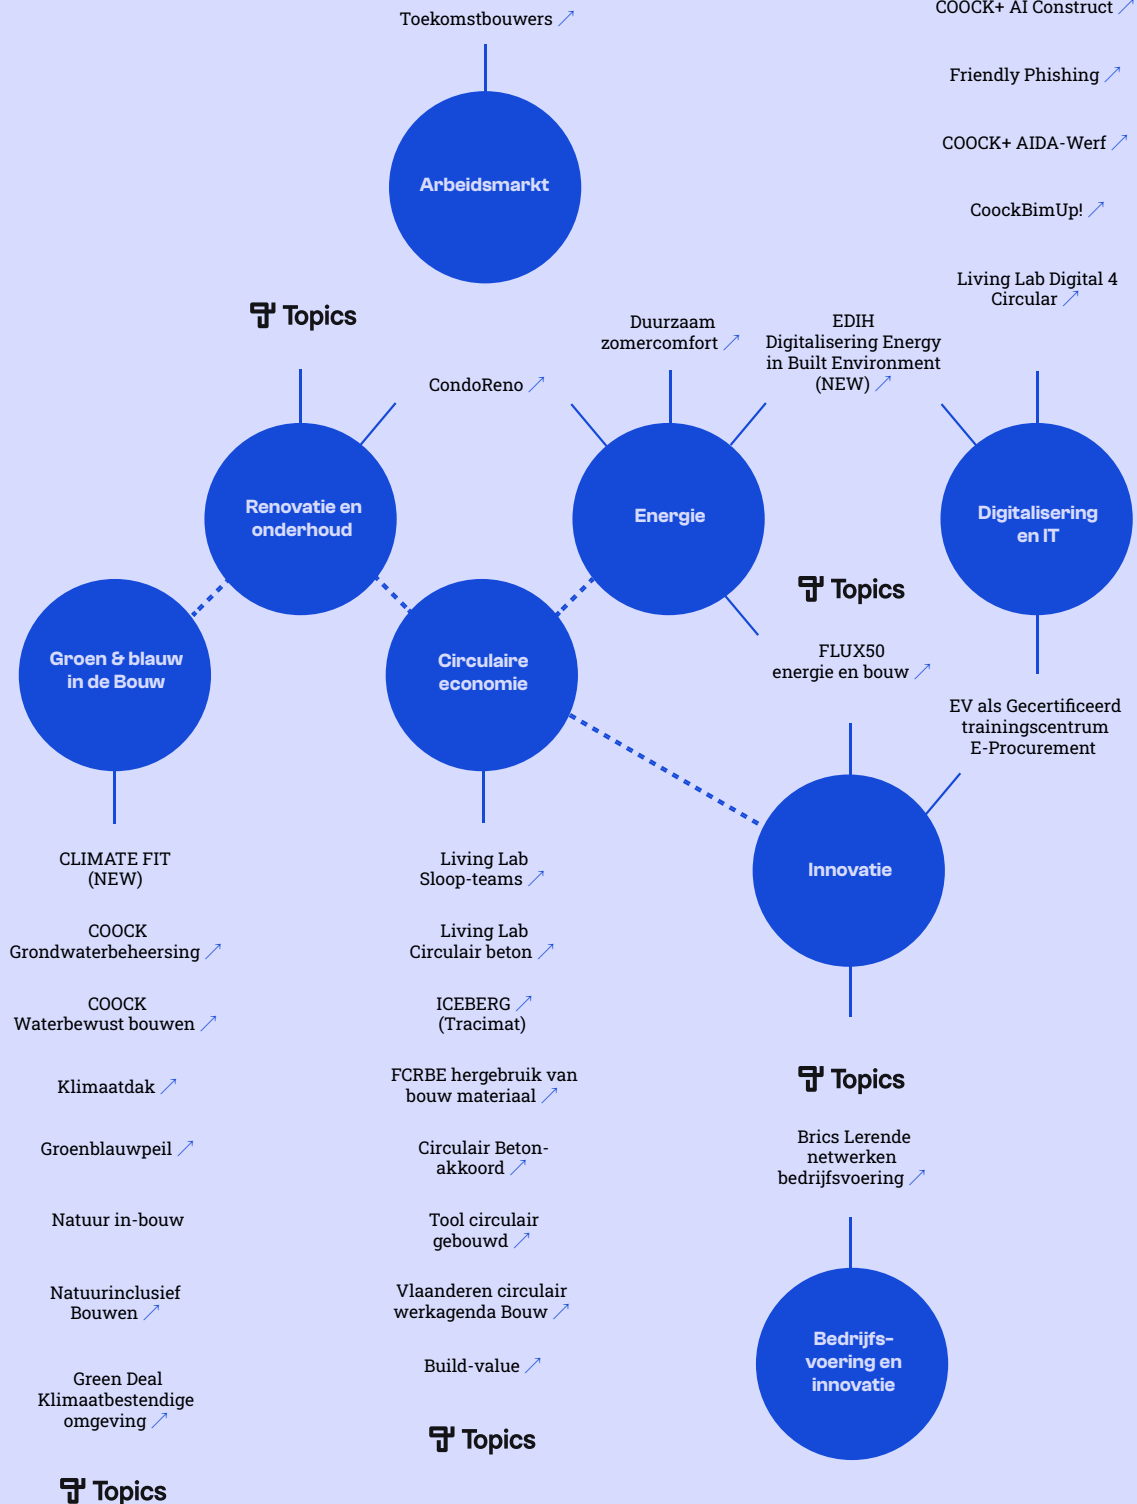 Toekomstbouwers
COOCK+ AI Construct
Friendly Phishing
COOCK+ AIDA-Werf
CoockBimUp!
Living Lab Digital 4
Circular
Arbeidsmarkt
Topics
CondoReno
Duurzaam
zomercomfort
EDIH
Digitalisering Energy
in Built Environment
(NEW)
Renovatie en
onderhoud
Energie
Digitalisering
en IT
Topics
Groen & blauw
in de Bouw
Circulaire
economie
FLUX50
energie en bouw
EV als Gecertificeerd
trainingscentrum
E-Procurement
Innovatie
CLIMATE FIT
(NEW)
COOCK
Grondwaterbeheersing
COOCK
Waterbewust bouwen
Klimaatdak
Groenblauwpeil
Natuur in-bouw
Natuurinclusief
Bouwen
Green Deal
Klimaatbestendige
omgeving
Topics
Living Lab
Sloop-teams
Living Lab
Circulair beton
ICEBERG
(Tracimat)
FCRBE hergebruik van
bouw materiaal
Circulair Beton-
akkoord
Tool circulair
gebouwd
Vlaanderen circulair
werkagenda Bouw
Build-value
Topics
Topics
Brics Lerende
netwerken
bedrijfsvoering
Bedrijfs-
voering en
innovatie